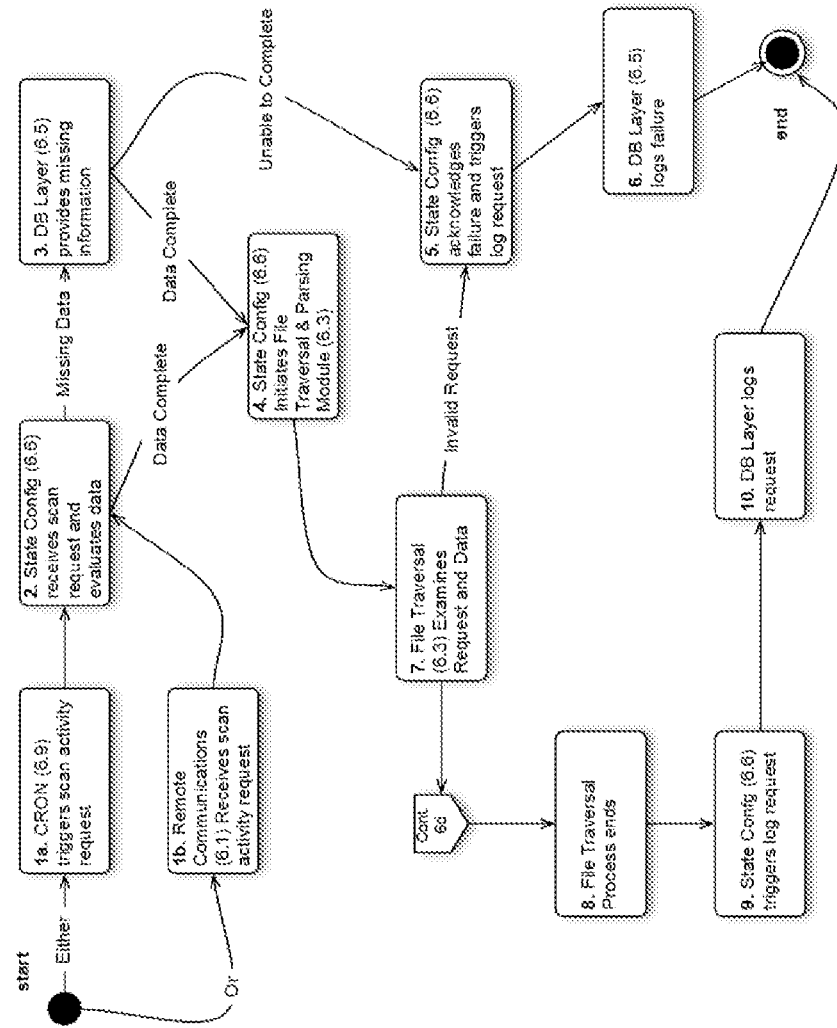 start
Either
Or
1a. CRON (6.9)
triggers scan activity
request
1b. Remote
Communications
(6.1) Receives scan
activity request
2. State Config (6.6)
receives scan
request and
evaluates data
Missing Data
Data Complete
3. DB Layer (6.5)
provides missing
information
Data Complete
Unable to Complete
4. State Config (6.6)
Initiates File
Traversal & Parsing
Module (6.3)
7. File Traversal
(6.3) Examines
Request and Data
Invalid Request
5. State Config (6.6)
acknowledges
failure and triggers
log request
6. DB Layer (6.5)
logs failure
Cont
6d
8. File Traversal
Process ends
9. State Confg (6.6)
triggers log request
10. DB Layer logs
request
end